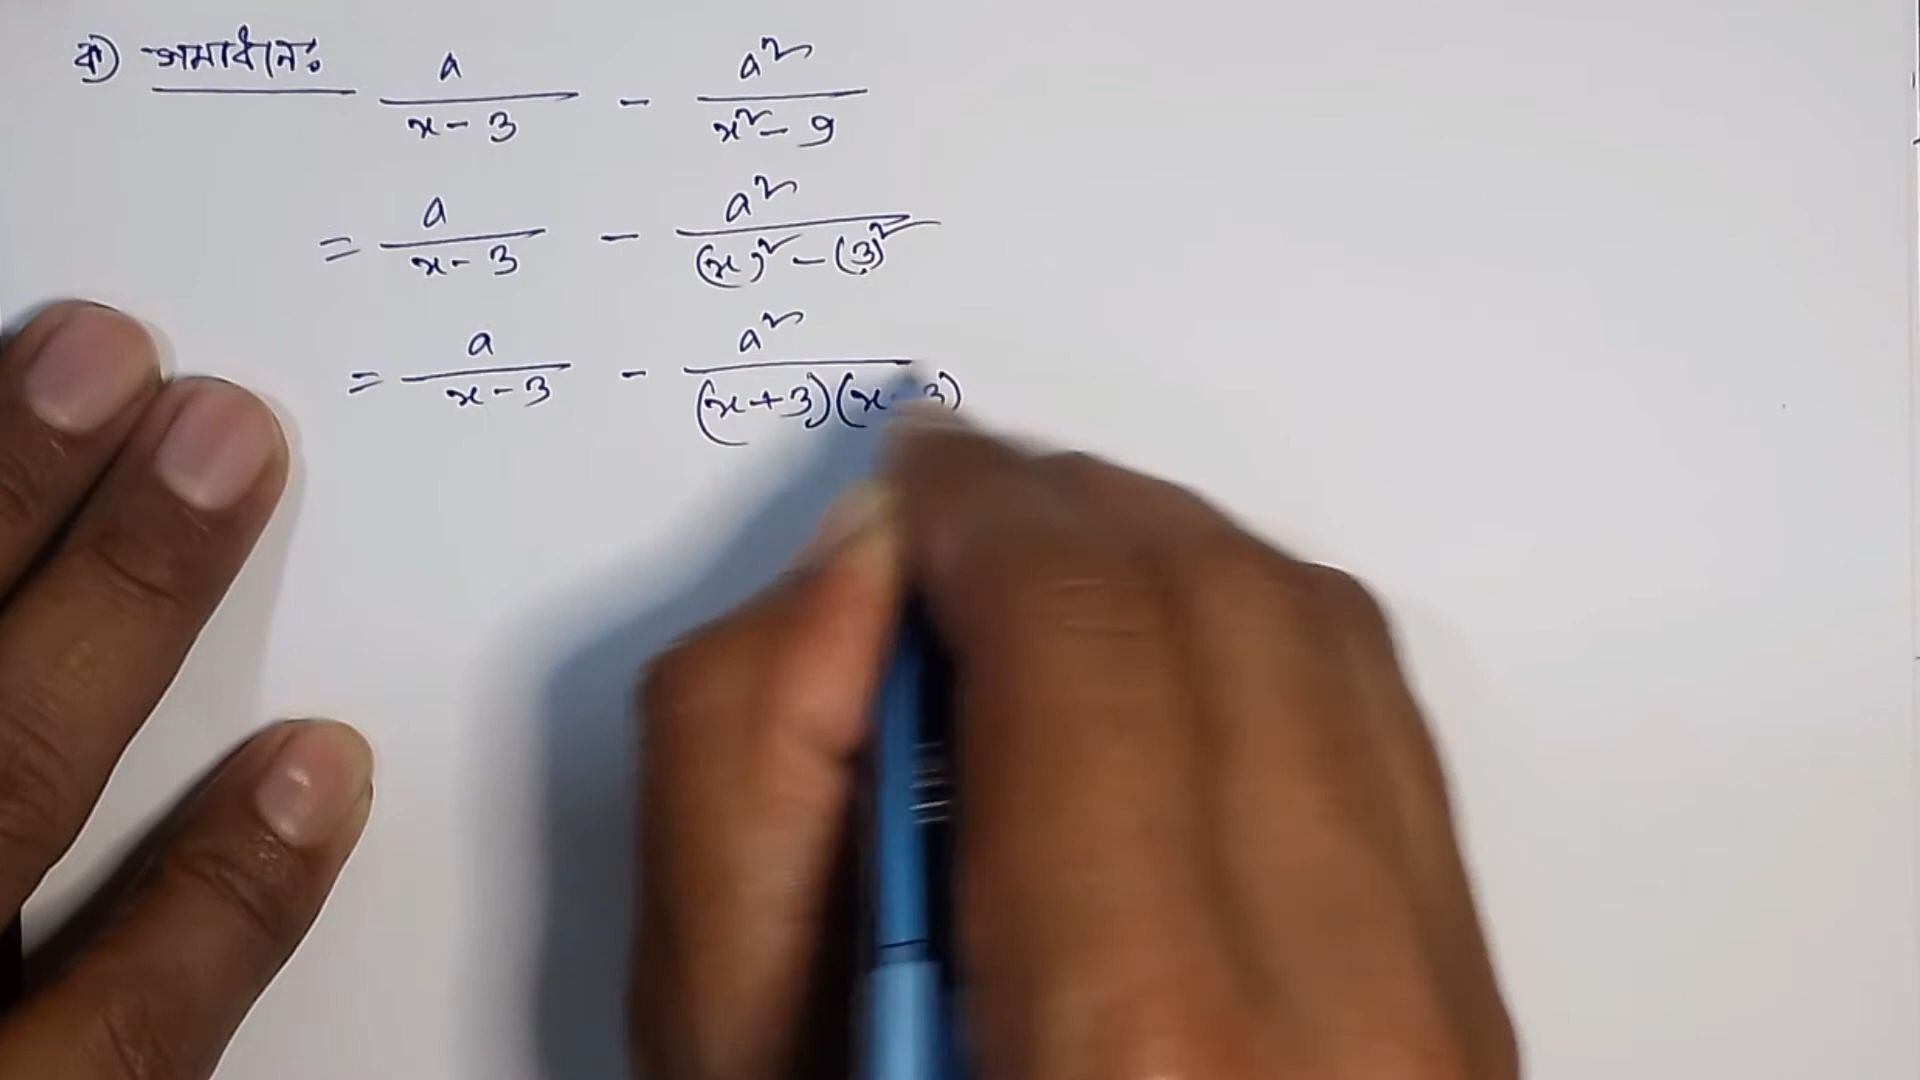 ক) সমাধান: a/(x-3) - a²/(x²-9)
= a/(x-3) - a²/((x)²-(3)²)
= a/(x-3) - a²/((x+3)(x-3))